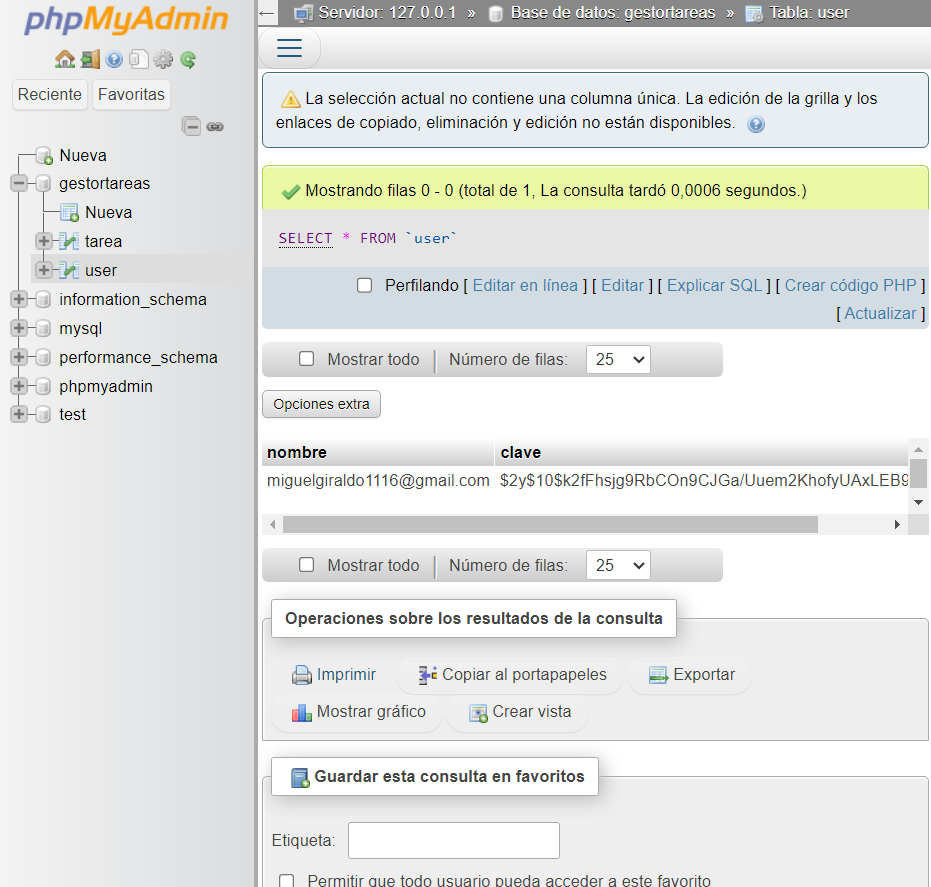 phpMyAdmin
Reciente
Favoritas
Nueva
gestortareas
Nueva
tarea
user
information_schema
mysql
performance_schema
phpmyadmin
test
Servidor: 127.0.0.1 » Base de datos: gestortareas » Tabla: user
La selección actual no contiene una columna única. La edición de la grilla y los
enlaces de copiado, eliminación y edición no están disponibles.
Mostrando filas 0 - 0 (total de 1, La consulta tardó 0,0006 segundos.)
SELECT * FROM `user`
Perfilando [ Editar en línea ] [ Editar ] [ Explicar SQL ] [ Crear código PHP ]
[ Actualizar ]
Mostrar todo | Número de filas: 25
Opciones extra
nombre clave
miguelgiraldo1116@gmail.com $2y$10$k2fFhsjg9RbCOn9CJGa/Uuem2KhofyUAxLEB9
Mostrar todo | Número de filas: 25
Operaciones sobre los resultados de la consulta
Imprimir Copiar al portapapeles Exportar
Mostrar gráfico Crear vista
Guardar esta consulta en favoritos
Etiqueta:
Permitir que todo usuario pueda acceder a este favorito